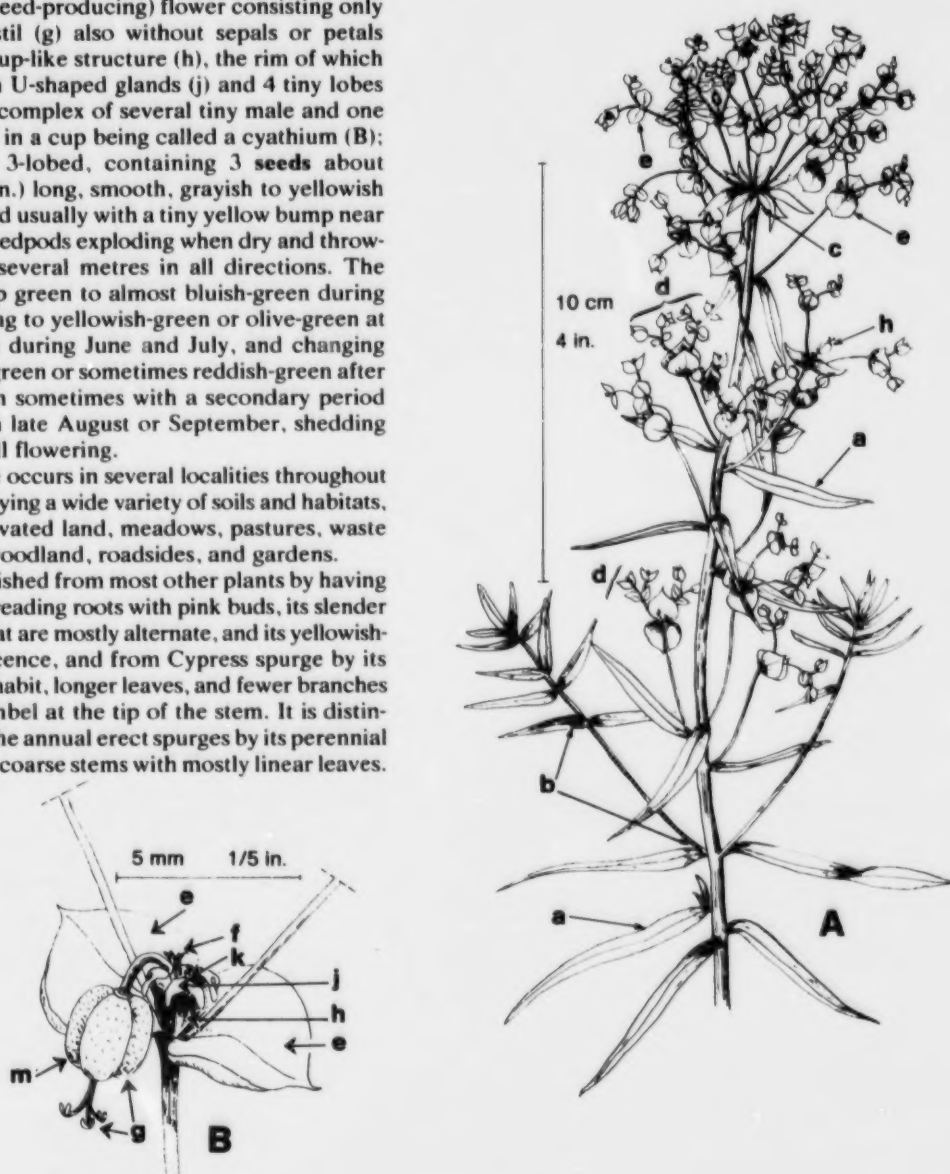 eed-producing) flower consisting only
stil (g) also without sepals or petals
up-like structure (h), the rim of which
U-shaped glands (j) and 4 tiny lobes
complex of several tiny male and one
in a cup being called a cyathium (B);
3-lobed, containing 3 seeds about
n.) long, smooth, grayish to yellowish
d usually with a tiny yellow bump near
edpods exploding when dry and throw-
several metres in all directions. The
green to almost bluish-green during
g to yellowish-green or olive-green at
during June and July, and changing
green or sometimes reddish-green after
sometimes with a secondary period
late August or September, shedding
ll flowering.
occurs in several localities throughout
ying a wide variety of soils and habitats,
vated land, meadows, pastures, waste
oodland, roadsides, and gardens.
ished from most other plants by having
reading roots with pink buds, its slender
at are mostly alternate, and its yellowish-
cence, and from Cypress spurge by its
habit, longer leaves, and fewer branches
mbel at the tip of the stem. It is distin-
ne annual erect spurges by its perennial
coarse stems with mostly linear leaves.
e
e
c
d
10 cm
4 in.
h
a
d
b
a
A
5 mm 1/5 in.
e
f
k
j
h
e
m
g
B